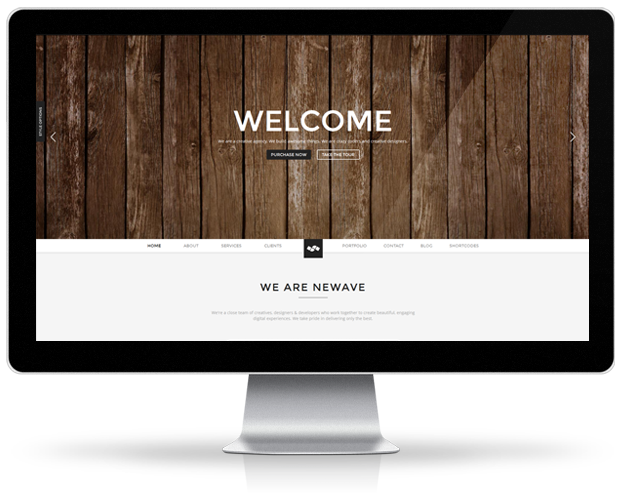 STYLE OPTIONS
WELCOME
We are a creative agency. We build awesome things. We are class pixels and creative designers.
PURCHASE NOW TAKE THE TOUR
HOME ABOUT SERVICES CLIENTS PORTFOLIO CONTACT BLOG SHORTCODES
WE ARE NEWAVE
We're a close team of creatives, designers & developers who work together to create beautiful, engaging
digital experiences. We take pride in delivering only the best.